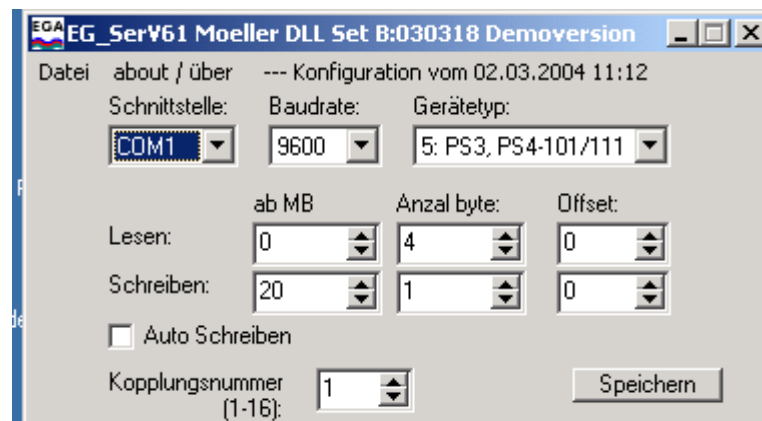 EGA EG_SerV61 Moeller DLL Set B:030318 Demoversion
Datei about / über --- Konfiguration vom 02.03.2004 11:12
Schnittstelle: Baudrate: Gerätetyp:
COM1 9600 5: PS3, PS4-101/111
ab MB Anzal byte: Offset:
Lesen: 0 4 0
Schreiben: 20 1 0
Auto Schreiben
Kopplungsnummer 1 Speichern
(1-16):